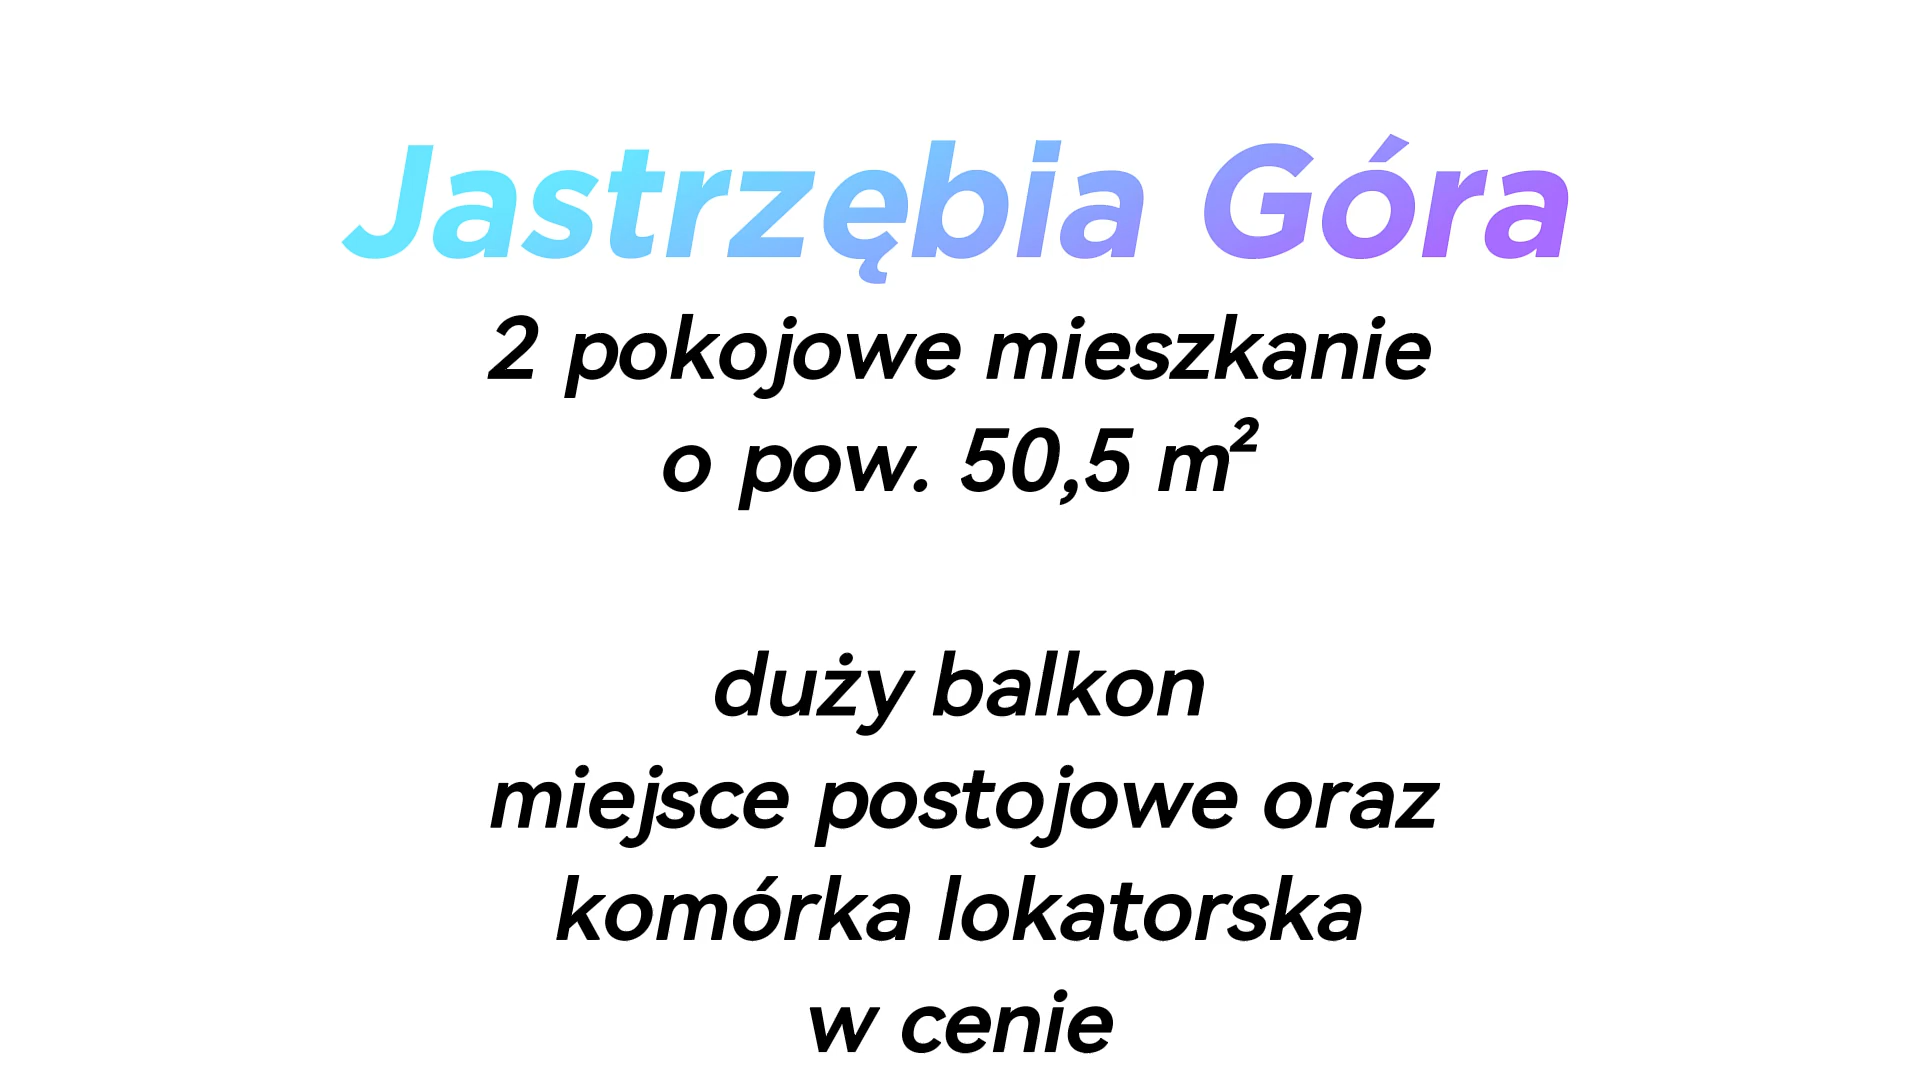 Jastrzębia Góra
2 pokojowe mieszkanie
o pow. 50,5 m²
duży balkon
miejsce postojowe oraz
komórka lokatorska
w cenie